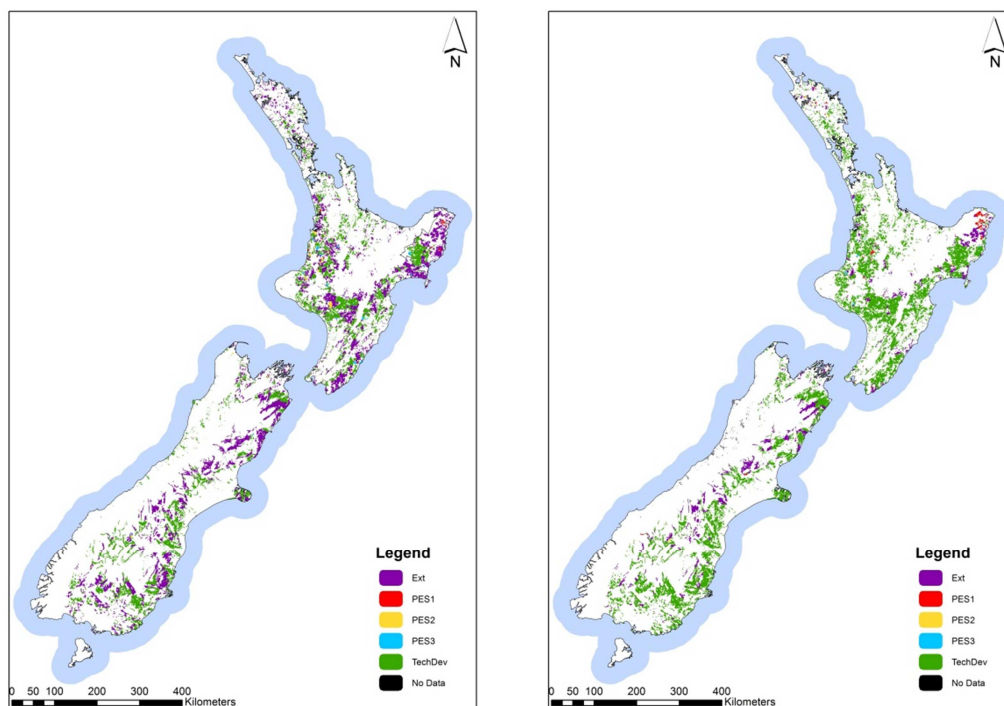 N
Legend
Ext
PES1
PES2
PES3
TechDev
No Data
0 50 100 200 300 400
Kilometers
N
Legend
Ext
PES1
PES2
PES3
TechDev
No Data
0 50 100 200 300 400
Kilometers